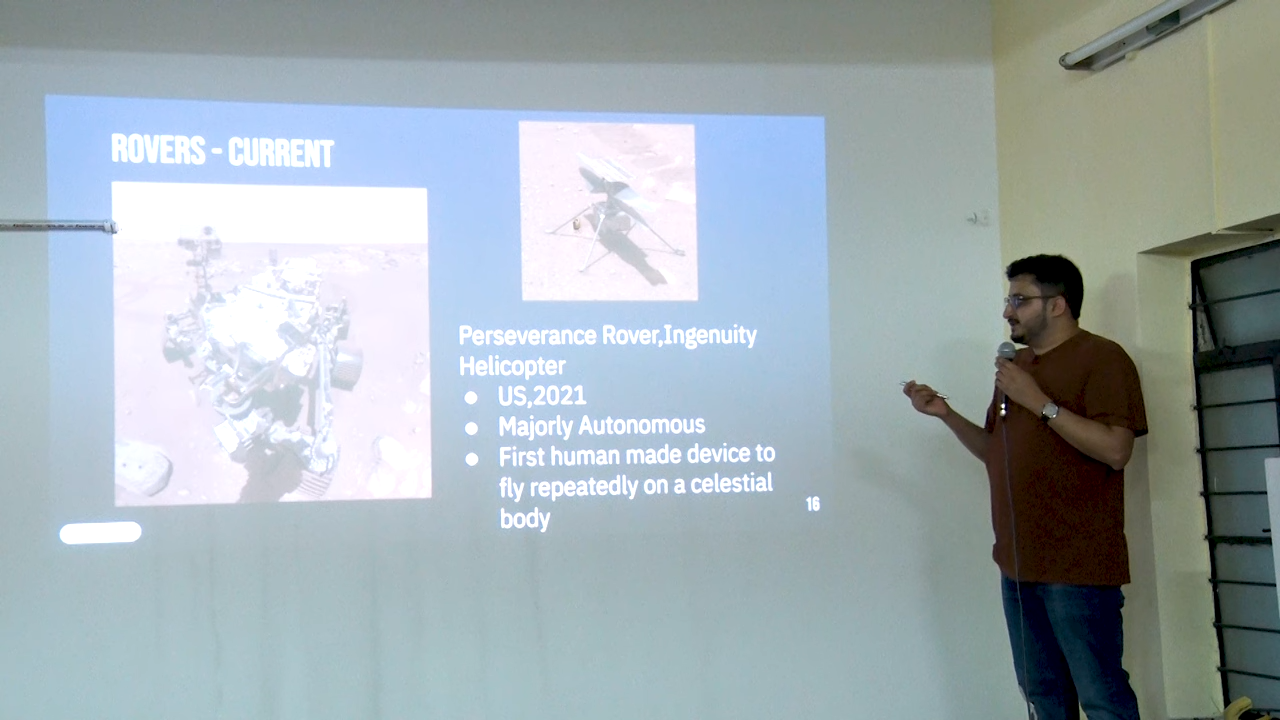 ROVERS - CURRENT
Perseverance Rover,Ingenuity
Helicopter
● US,2021
● Majorly Autonomous
● First human made device to
fly repeatedly on a celestial
body
16